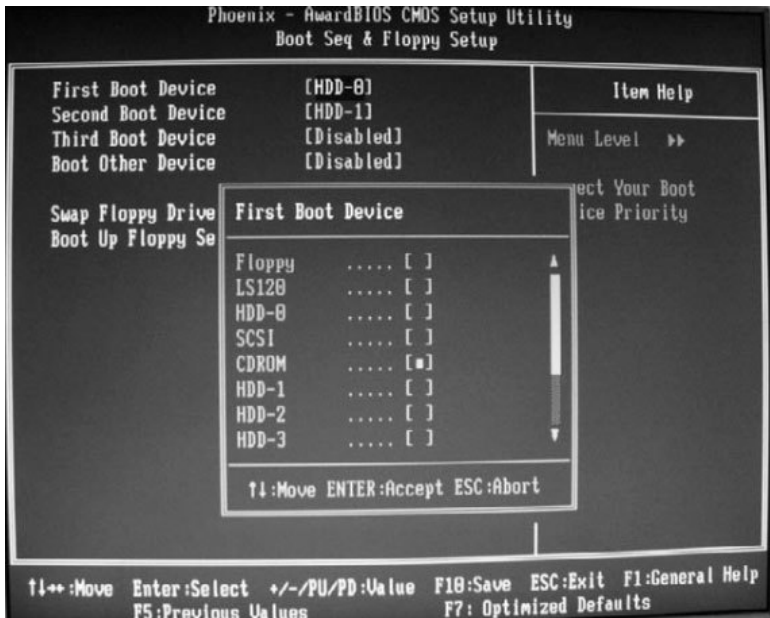 Phoenix - AwardBIOS CMOS Setup Utility
Boot Seq & Floppy Setup
First Boot Device [HDD-0]
Second Boot Device [HDD-1]
Third Boot Device [Disabled]
Boot Other Device [Disabled]
Swap Floppy Drive
Boot Up Floppy Se
Item Help
Menu Level ▶▶
ect Your Boot
ice Priority
First Boot Device
Floppy ..... [ ]
LS120 ..... [ ]
HDD-0 ..... [ ]
SCSI ..... [ ]
CDROM ..... [■]
HDD-1 ..... [ ]
HDD-2 ..... [ ]
HDD-3 ..... [ ]
↑↓:Move ENTER:Accept ESC:Abort
↑↓→←:Move Enter:Select +/-/PU/PD:Value F10:Save ESC:Exit F1:General Help
F5:Previous Values F7: Optimized Defaults